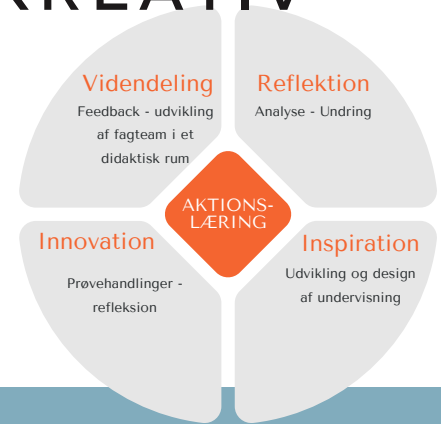 KREATIV
Videndeling
Feedback - udvikling
af fagteam i et
didaktisk rum
Reflektion
Analyse - Undring
AKTIONS-
LÆRING
Innovation
Prøvehandlinger -
refleksion
Inspiration
Udvikling og design
af undervisning